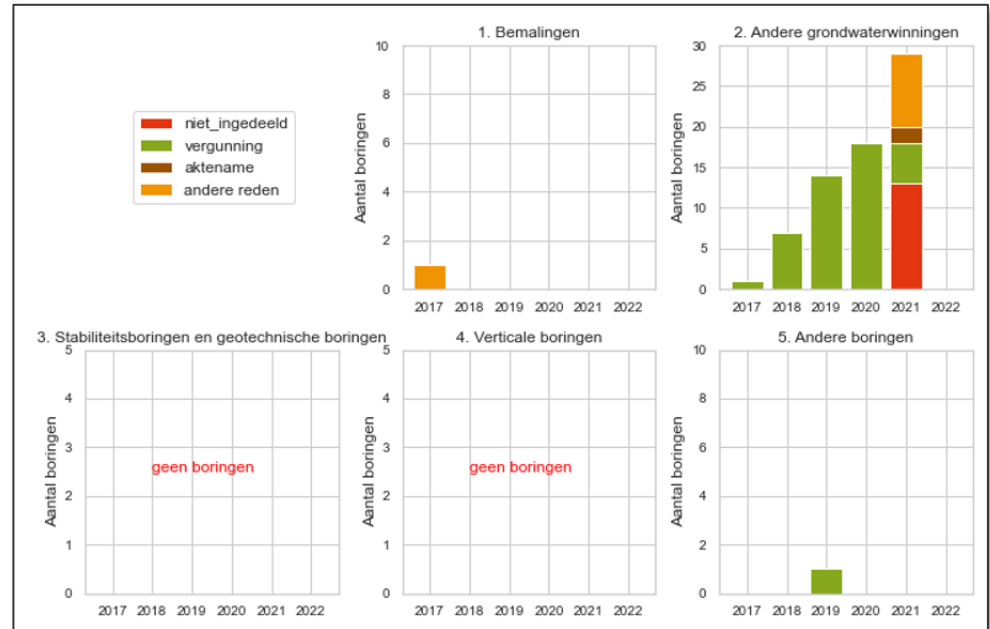 niet_ingedeeld
vergunning
aktename
andere reden
1. Bemalingen
Aantal boringen
10
8
6
4
2
0
2017 2018 2019 2020 2021 2022
2. Andere grondwaterwinningen
Aantal boringen
30
25
20
15
10
5
0
2017 2018 2019 2020 2021 2022
3. Stabiliteitsboringen en geotechnische boringen
Aantal boringen
5
4
3
geen boringen
2
1
0
2017 2018 2019 2020 2021 2022
4. Verticale boringen
Aantal boringen
5
4
3
geen boringen
2
1
0
2017 2018 2019 2020 2021 2022
5. Andere boringen
Aantal boringen
10
8
6
4
2
0
2017 2018 2019 2020 2021 2022